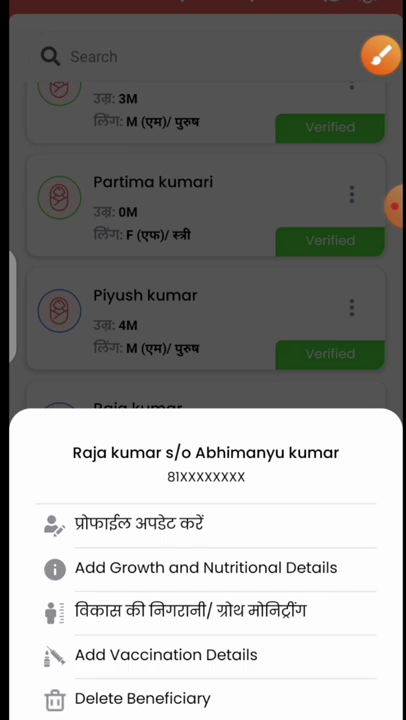 Search
उम्र: 3M
लिंग: M (एम)/ पुरुष
Verified
Partima kumari
उम्र: 0M
लिंग: F (एफ)/ स्त्री
Verified
Piyush kumar
उम्र: 4M
लिंग: M (एम)/ पुरुष
Verified
Raja kumar
Raja kumar s/o Abhimanyu kumar
81XXXXXXXX
प्रोफाईल अपडेट करें
Add Growth and Nutritional Details
विकास की निगरानी/ ग्रोथ मोनिट्रींग
Add Vaccination Details
Delete Beneficiary